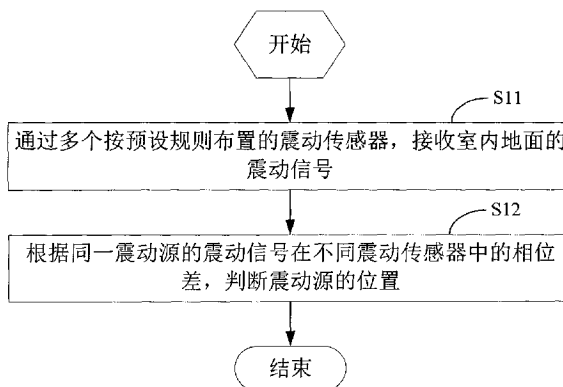 开始
S11
通过多个按预设规则布置的震动传感器，接收室内地面的
震动信号
S12
根据同一震动源的震动信号在不同震动传感器中的相位
差，判断震动源的位置
结束